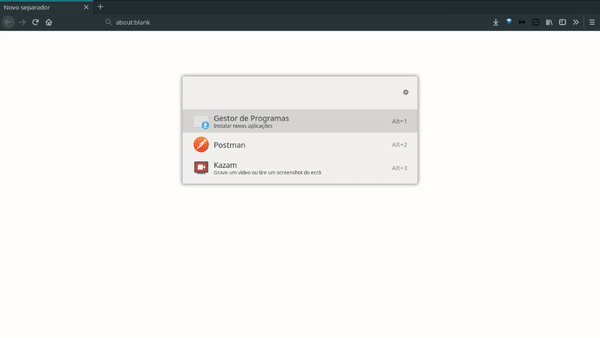 Novo separador
about:blank
Gestor de Programas
Alt+1
Instalar novas aplicações
Postman
Alt+2
Kazam
Alt+3
Grave um vídeo ou tire um screenshot do ecrã